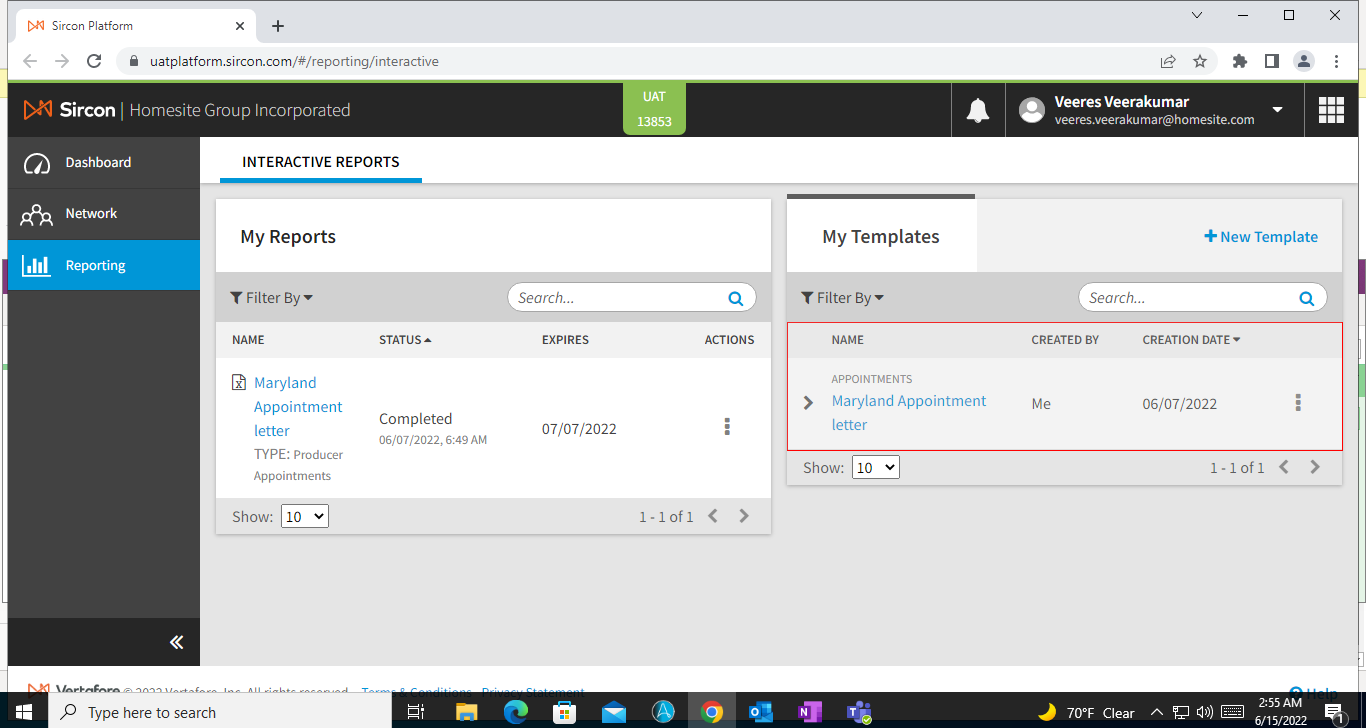 Sircon Platform
uatplatform.sircon.com/#/reporting/interactive
Sircon | Homesite Group Incorporated
UAT
13853
Veeres Veerakumar
veeres.veerakumar@homesite.com
Dashboard
Network
Reporting
INTERACTIVE REPORTS
My Reports
Filter By
Search...
NAME
STATUS
EXPIRES
ACTIONS
Maryland
Appointment
letter
TYPE: Producer
Appointments
Completed
06/07/2022, 6:49 AM
07/07/2022
Show: 10
1 - 1 of 1
My Templates
+ New Template
Filter By
Search...
NAME
CREATED BY
CREATION DATE
APPOINTMENTS
Maryland Appointment
letter
Me
06/07/2022
Show: 10
1 - 1 of 1
Vertafore © 2022 Vertafore, Inc. All rights reserved. Terms & Conditions Privacy Statement
Help
Type here to search
70°F Clear
2:55 AM
6/15/2022
1